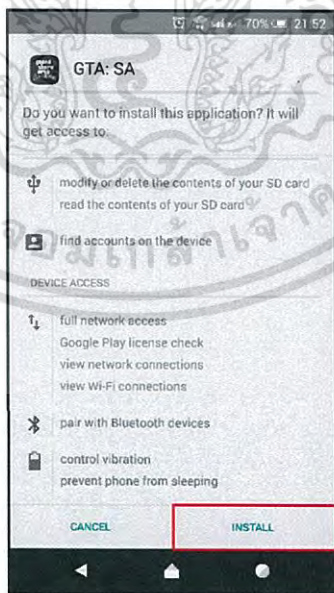 70% 21 52
GTA: SA
Do you want to install this application? It will
get access to:
modify or delete the contents of your SD card
read the contents of your SD card
find accounts on the device
DEVICE ACCESS
full network access
Google Play license check
view network connections
view Wi-Fi connections
pair with Bluetooth devices
control vibration
prevent phone from sleeping
CANCEL
INSTALL